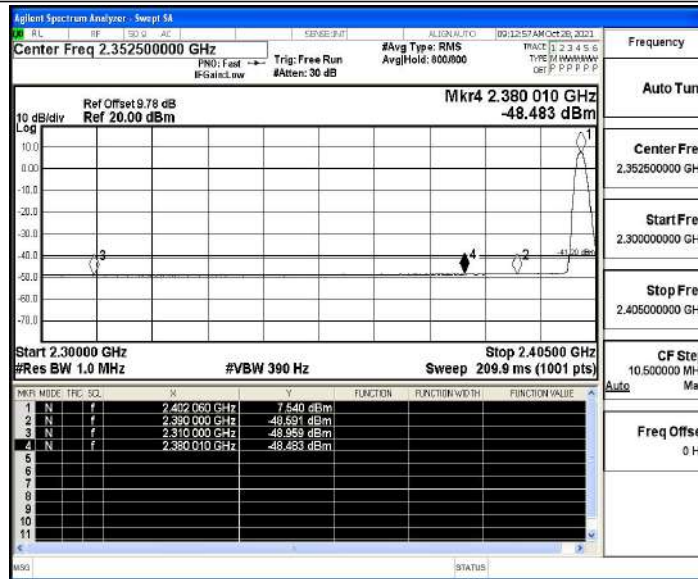 Agilent Spectrum Analyzer - Swept SA
RL RF 50 Ω AC SENSE:INT ALIGN AUTO 09:12:57 AM Oct 28, 2021
Center Freq 2.352500000 GHz
PNO: Fast
IFGain:Low
Trig: Free Run
#Atten: 30 dB
#Avg Type: RMS
Avg|Hold: 800/800
TRACE 1 2 3 4 5 6
TYPE
DET P P P P P P
Frequency
Auto Tun
Ref Offset 9.78 dB
10 dB/div Ref 20.00 dBm
Log
Mkr4 2.380 010 GHz
-48.483 dBm
10.0
0.00
-10.0
-20.0
-30.0
-40.0
-50.0
-60.0
-70.0
1
2
3
4
-41.20 dBm
Center Fre
2.352500000 GH
Start Fre
2.300000000 GH
Stop Fre
2.405000000 GH
Start 2.30000 GHz Stop 2.40500 GHz
#Res BW 1.0 MHz #VBW 390 Hz Sweep 209.9 ms (1001 pts)
CF Ste
10.500000 MH
Auto Ma
Freq Offse
0 H
MKR MODE TRC SCL X Y FUNCTION FUNCTION WIDTH FUNCTION VALUE
1 N f 2.402 060 GHz 7.540 dBm
2 N f 2.390 000 GHz -48.591 dBm
3 N f 2.310 000 GHz -48.959 dBm
4 N f 2.380 010 GHz -48.483 dBm
5
6
7
8
9
10
11
MSG STATUS